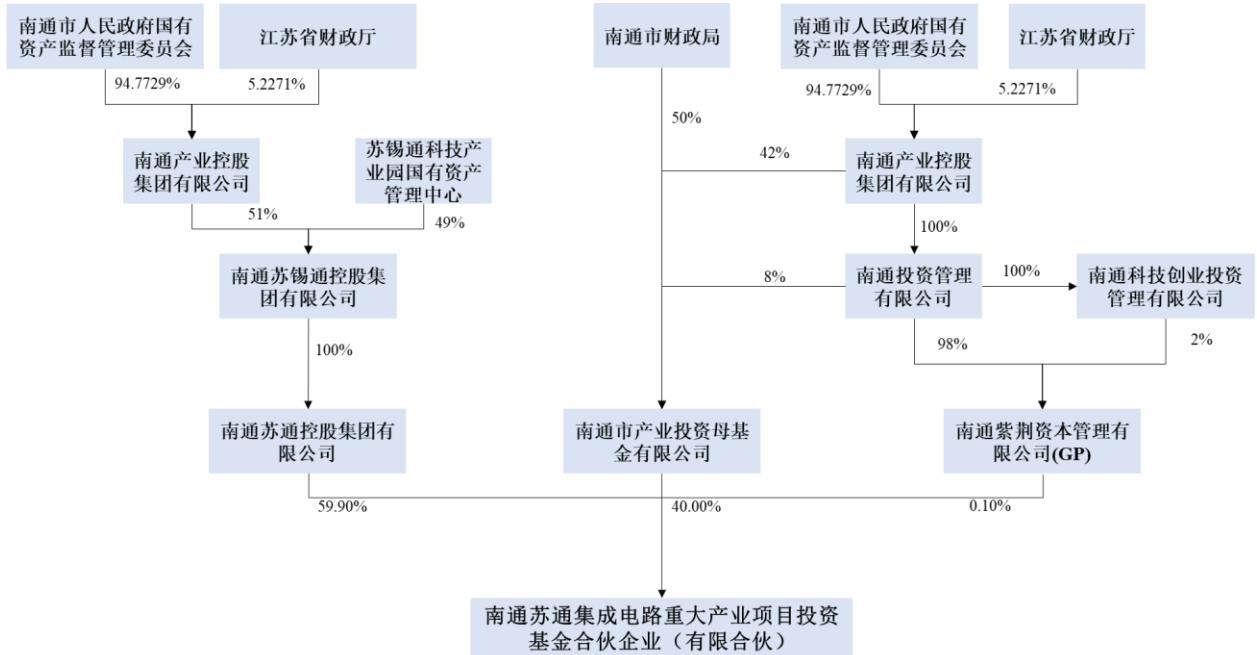 南通市人民政府国有
资产监督管理委员会
江苏省财政厅
南通市财政局
南通市人民政府国有
资产监督管理委员会
江苏省财政厅
94.7729%
5.2271%
94.7729%
5.2271%
50%
南通产业控股
集团有限公司
苏锡通科技产
业园国有资产
管理中心
42%
南通产业控股
集团有限公司
51%
49%
100%
南通苏锡通控股集
团有限公司
8%
南通投资管理
有限公司
100%
南通科技创业投资
管理有限公司
100%
98%
2%
南通苏通控股集团有
限公司
南通市产业投资母基
金有限公司
南通紫荆资本管理有
限公司(GP)
59.90%
40.00%
0.10%
南通苏通集成电路重大产业项目投资
基金合伙企业（有限合伙）